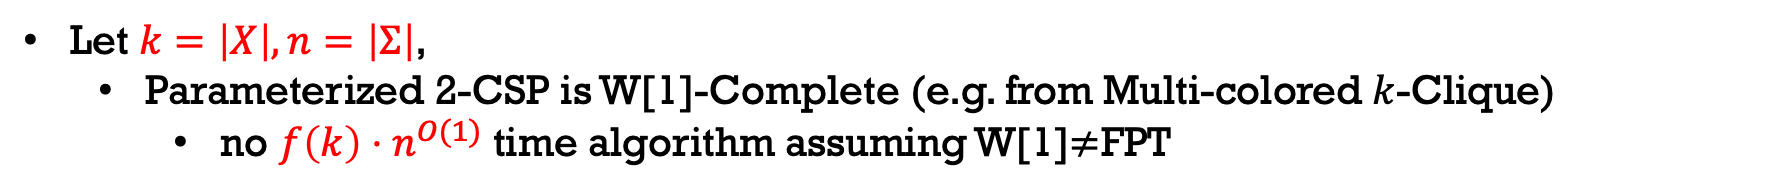 • Let k = |X|, n = |Σ|,
• Parameterized 2-CSP is W[1]-Complete (e.g. from Multi-colored k-Clique)
• no f(k) · n^{O(1)} time algorithm assuming W[1]≠FPT